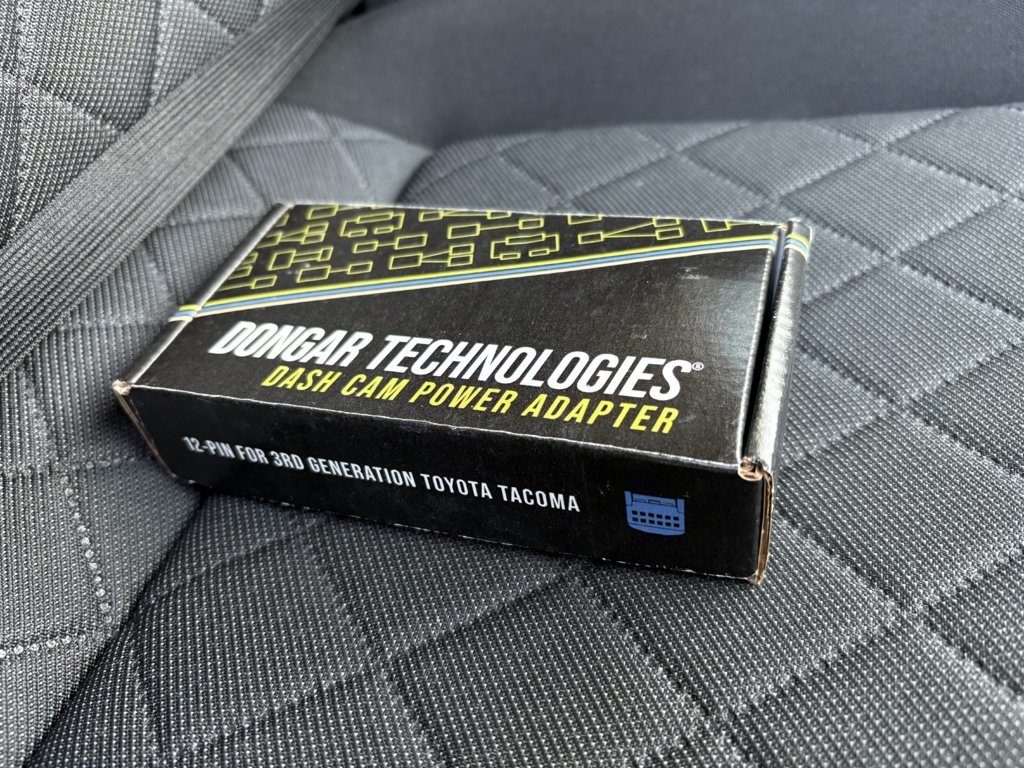 DONGAR TECHNOLOGIES®
DASH CAM POWER ADAPTER
12-PIN FOR 3RD GENERATION TOYOTA TACOMA